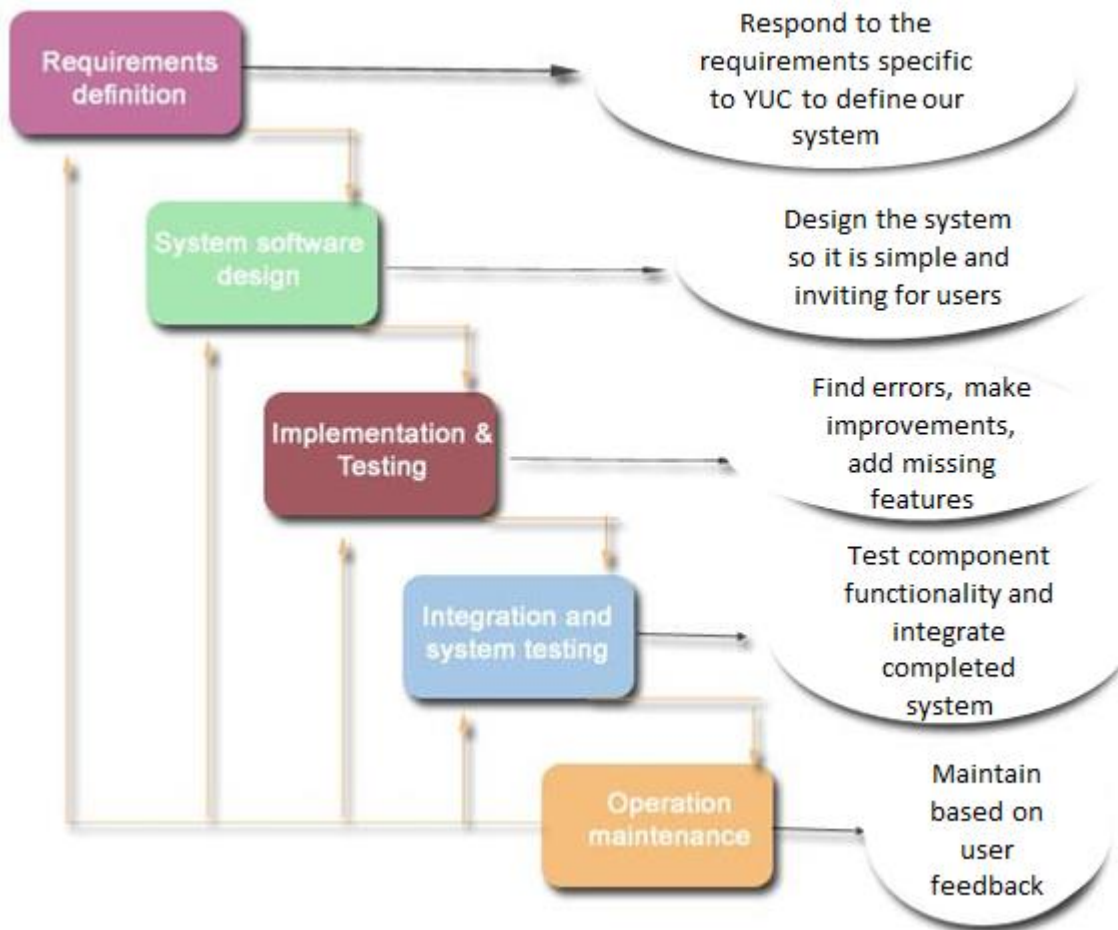 Requirements
definition
Respond to the
requirements specific
to YUC to define our
system
System software
design
Design the system
so it is simple and
inviting for users
Implementation &
Testing
Find errors, make
improvements,
add missing
features
Integration and
system testing
Test component
functionality and
integrate
completed
system
Operation
maintenance
Maintain
based on
user
feedback